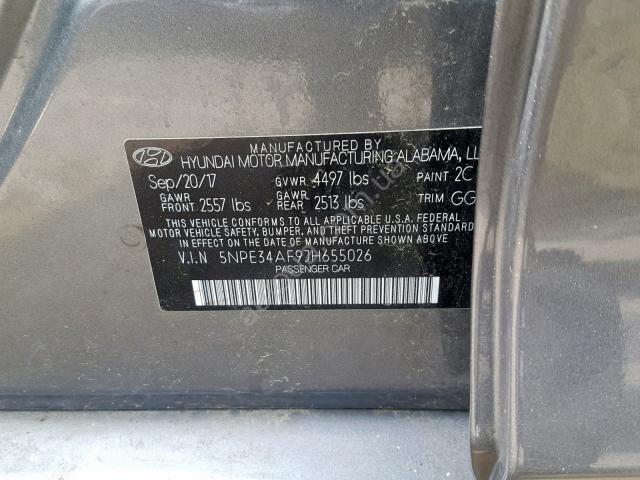 MANUFACTURED BY
HYUNDAI MOTOR MANUFACTURING ALABAMA, LL
Sep/20/17 GVWR 4497 lbs PAINT 2C
GAWR FRONT 2557 lbs GAWR REAR 2513 lbs TRIM GG
THIS VEHICLE CONFORMS TO ALL APPLICABLE U.S.A. FEDERAL
MOTOR VEHICLE SAFETY, BUMPER, AND THEFT PREVENTION
STANDARDS IN EFFECT ON THE DATE OF MANUFACTURE SHOWN ABOVE.
V.I.N 5NPE34AF9JH655026
PASSENGER CAR